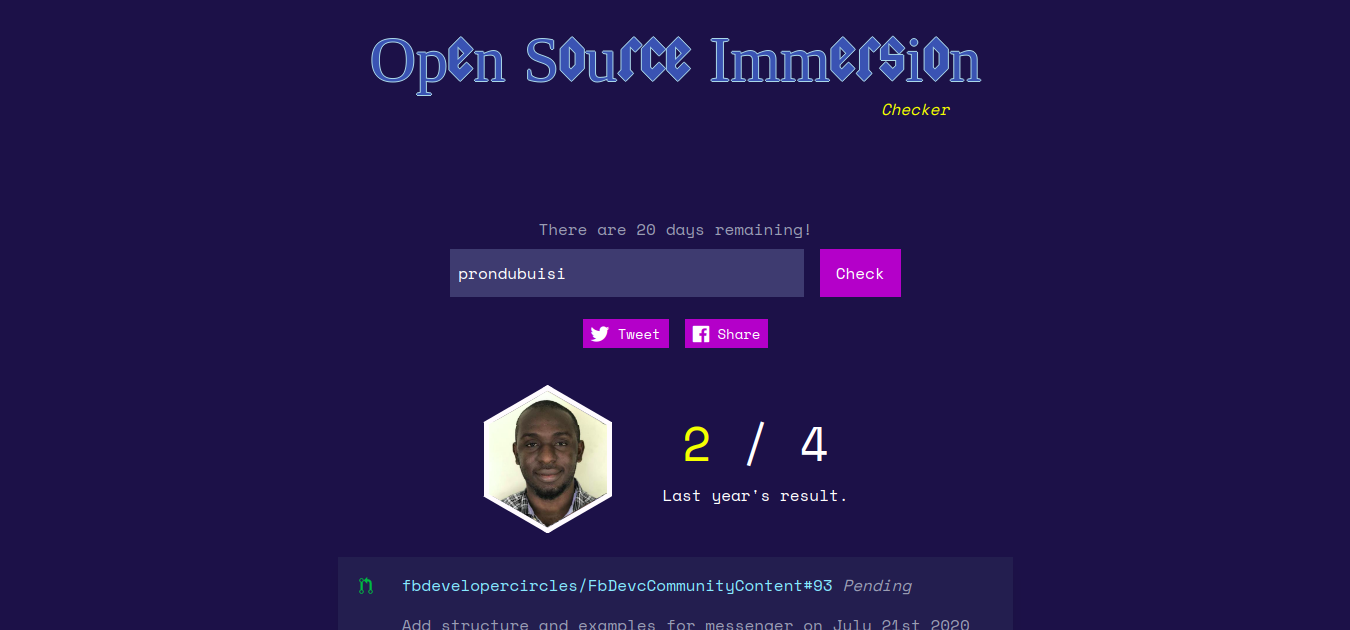 Open Source Immersion
Checker
There are 20 days remaining!
prondubuisi
Check
Tweet
Share
2 / 4
Last year's result.
fbdevelopercircles/FbDevcCommunityContent#93 Pending
Add structure and examples for messenger on July 21st 2020